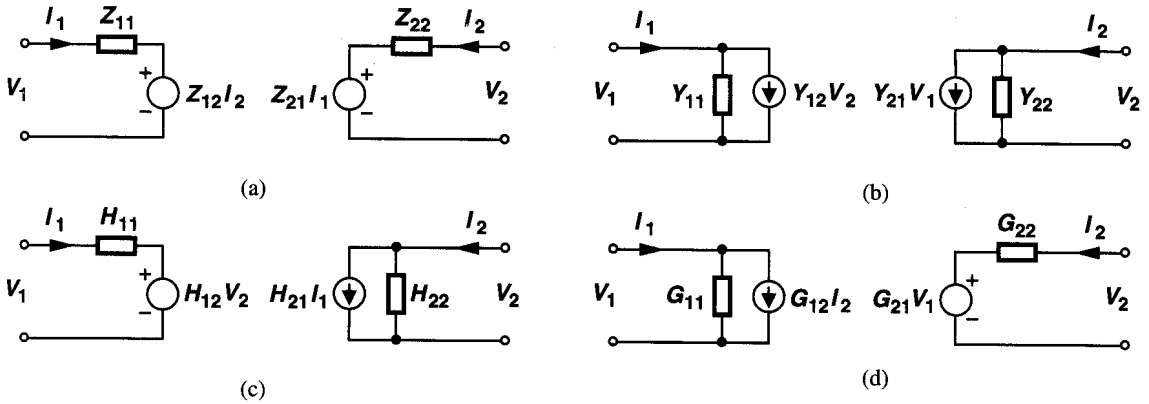 I1 Z11 Z22 I2
V1 + − Z12I2 Z21I1 + − V2
(a)
I1 I2
V1 Y11 Y12V2 Y21V1 Y22 V2
(b)
I1 H11 I2
V1 + − H12V2 H21I1 H22 V2
(c)
I1 G22 I2
V1 G11 G12I2 G21V1 + − V2
(d)